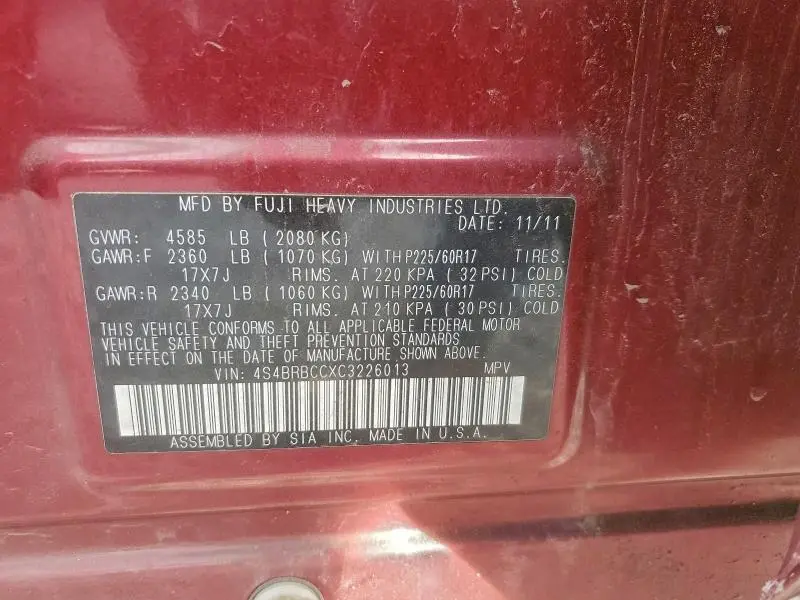 MFD BY FUJI HEAVY INDUSTRIES LTD.
DATE: 11/11
GVWR: 4585 LB ( 2080 KG)
GAWR:F 2360 LB ( 1070 KG) WITH P225/60R17 TIRES.
17X7J RIMS. AT 220 KPA ( 32 PSI) COLD
GAWR:R 2340 LB ( 1060 KG) WITH P225/60R17 TIRES.
17X7J RIMS. AT 210 KPA ( 30 PSI) COLD
THIS VEHICLE CONFORMS TO ALL APPLICABLE FEDERAL MOTOR
VEHICLE SAFETY AND THEFT PREVENTION STANDARDS
IN EFFECT ON THE DATE OF MANUFACTURE SHOWN ABOVE.
VIN: 4S4BRBCCXC3226013 MPV
ASSEMBLED BY SIA INC. MADE IN U.S.A.